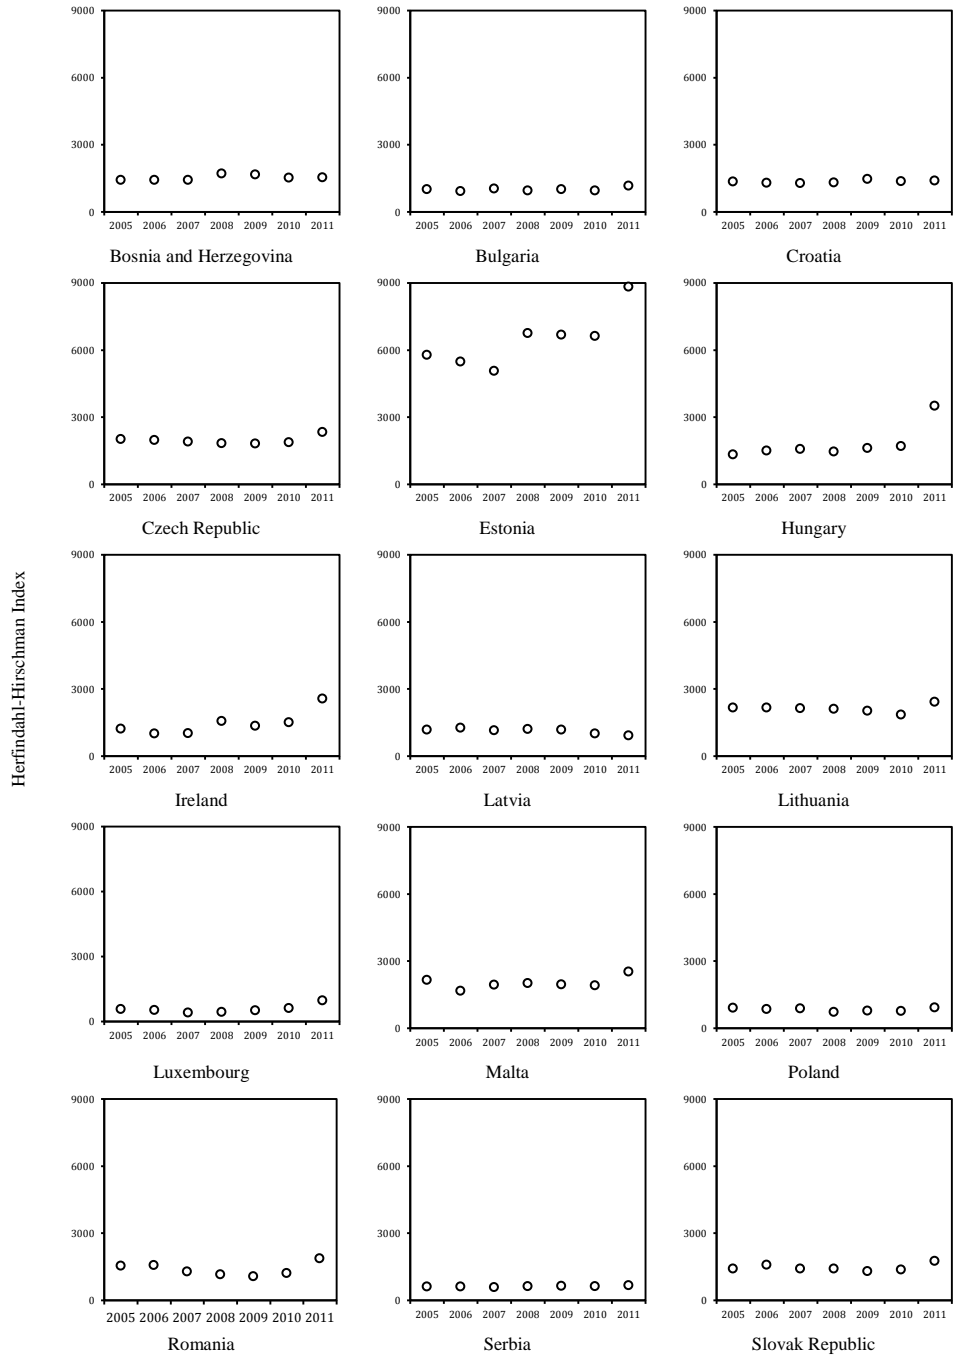 9000 9000 9000
6000 6000 6000
3000 3000 3000
0 0 0
2005 2006 2007 2008 2009 2010 2011 2005 2006 2007 2008 2009 2010 2011 2005 2006 2007 2008 2009 2010 2011
Bosnia and Herzegovina Bulgaria Croatia
9000 9000 9000
6000 6000 6000
3000 3000 3000
0 0 0
2005 2006 2007 2008 2009 2010 2011 2005 2006 2007 2008 2009 2010 2011 2005 2006 2007 2008 2009 2010 2011
Czech Republic Estonia Hungary
Herfindahl-Hirschman Index
9000 9000 9000
6000 6000 6000
3000 3000 3000
0 0 0
2005 2006 2007 2008 2009 2010 2011 2005 2006 2007 2008 2009 2010 2011 2005 2006 2007 2008 2009 2010 2011
Ireland Latvia Lithuania
9000 9000 9000
6000 6000 6000
3000 3000 3000
0 0 0
2005 2006 2007 2008 2009 2010 2011 2005 2006 2007 2008 2009 2010 2011 2005 2006 2007 2008 2009 2010 2011
Luxembourg Malta Poland
9000 9000 9000
6000 6000 6000
3000 3000 3000
0 0 0
2005 2006 2007 2008 2009 2010 2011 2005 2006 2007 2008 2009 2010 2011 2005 2006 2007 2008 2009 2010 2011
Romania Serbia Slovak Republic